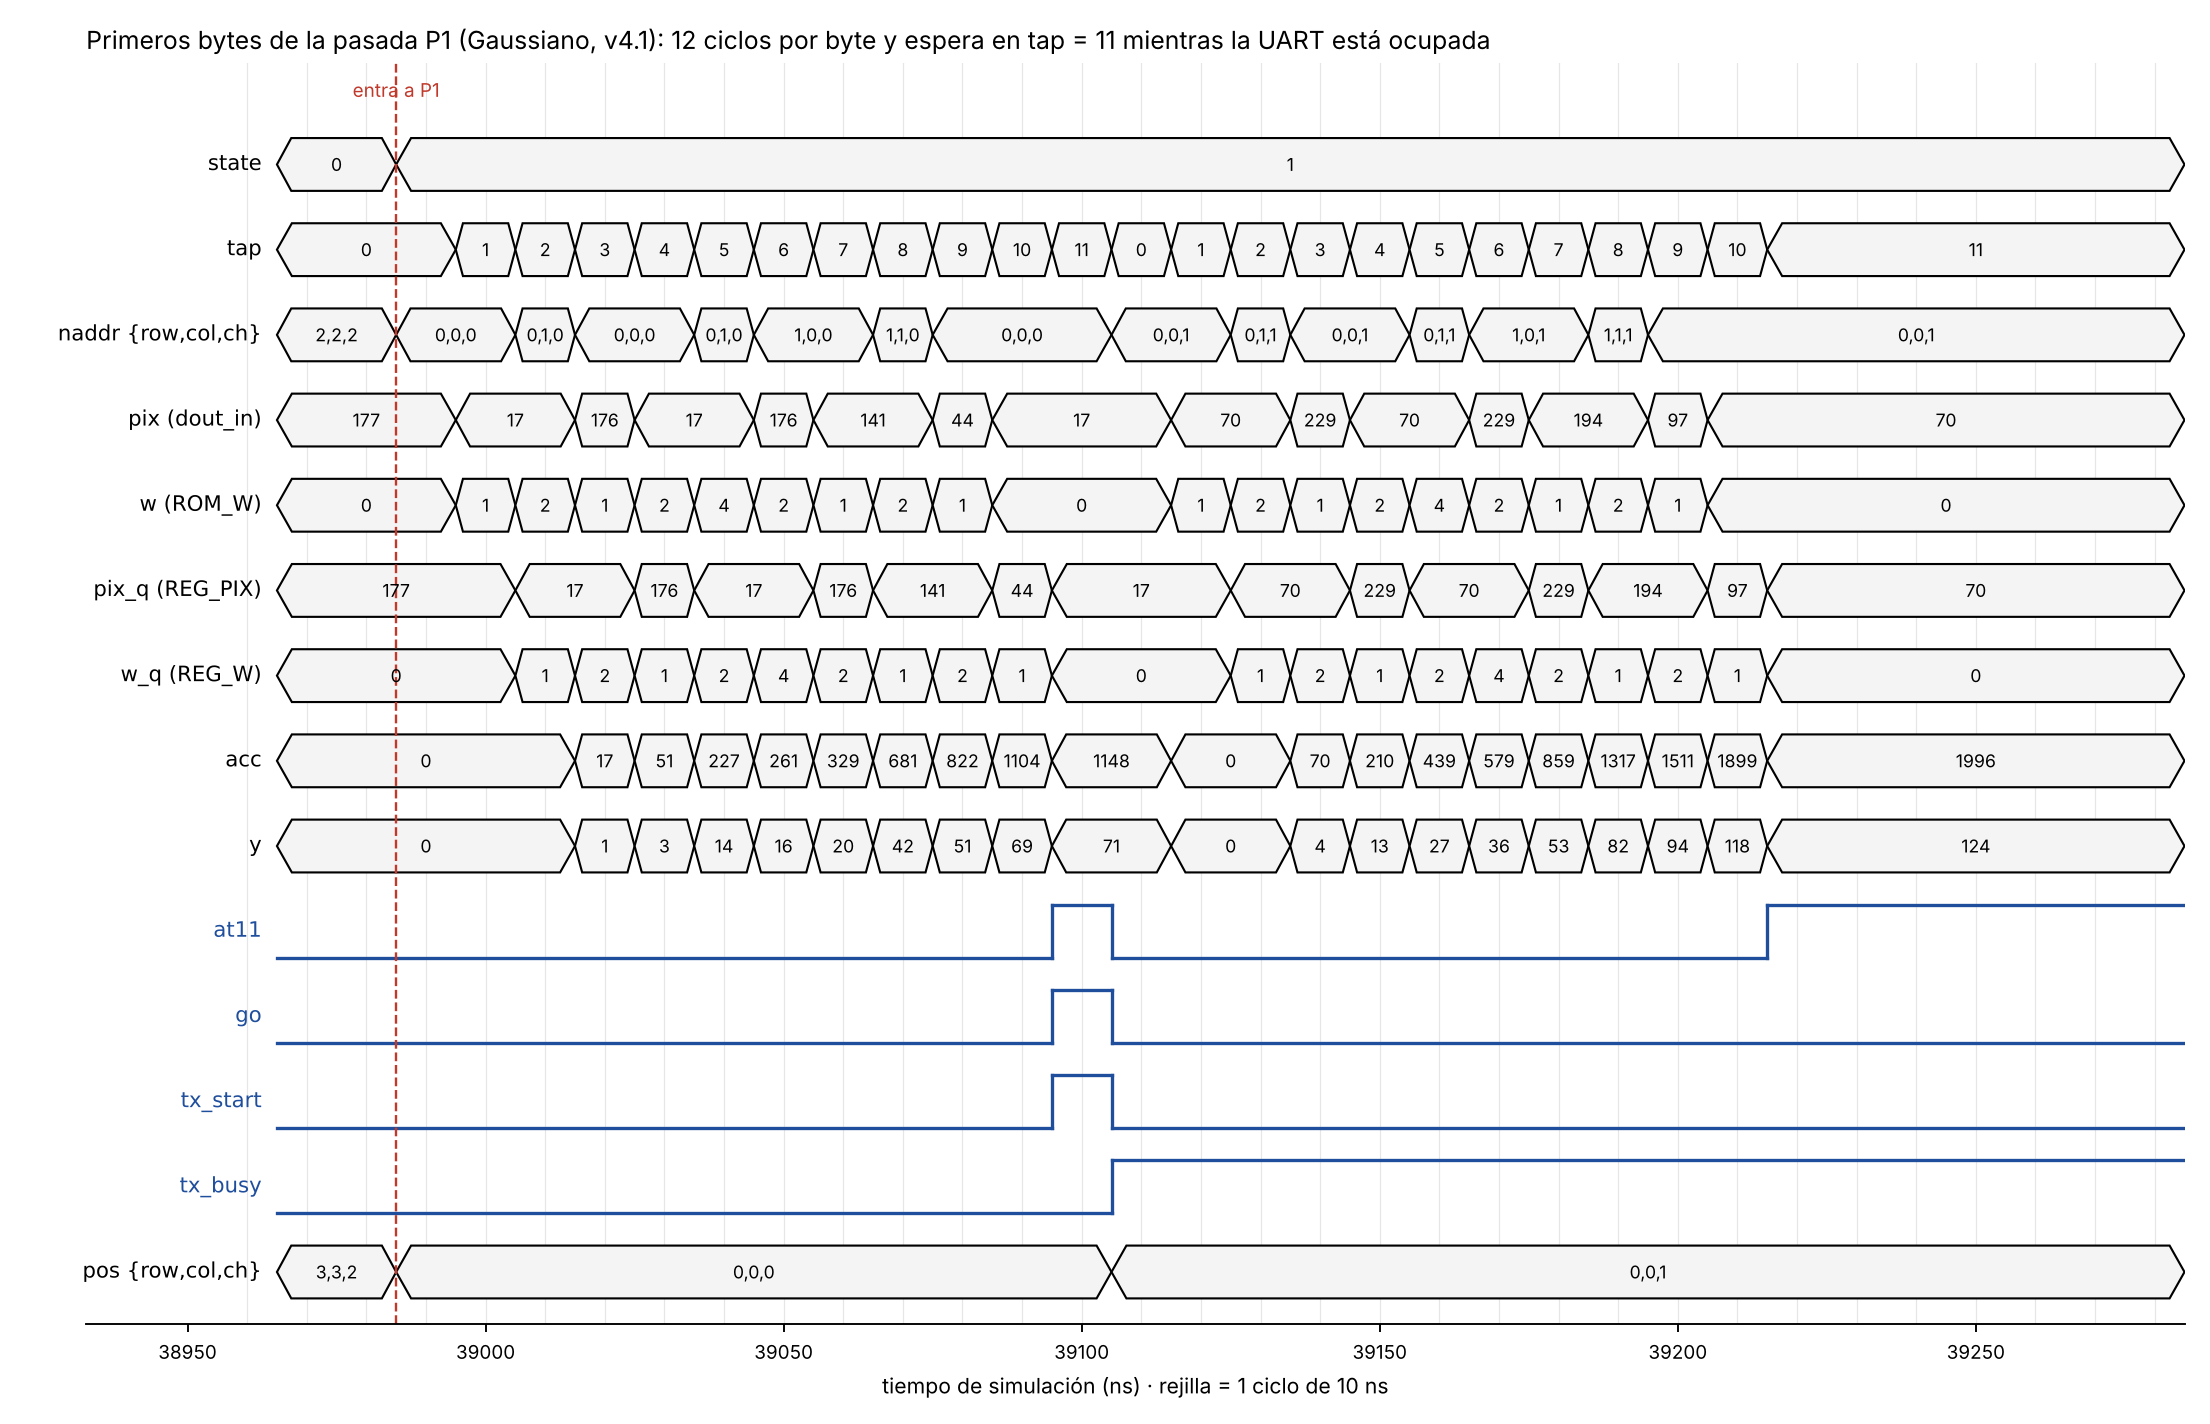 Primeros bytes de la pasada P1 (Gaussiano, v4.1): 12 ciclos por byte y espera en tap = 11 mientras la UART está ocupada
entra a P1
state 0 1
tap 0 1 2 3 4 5 6 7 8 9 10 11 0 1 2 3 4 5 6 7 8 9 10 11
naddr {row,col,ch} 2,2,2 0,0,0 0,1,0 0,0,0 0,1,0 1,0,0 1,1,0 0,0,0 0,0,1 0,1,1 0,0,1 0,1,1 1,0,1 1,1,1 0,0,1
pix (dout_in) 177 17 176 17 176 141 44 17 70 229 70 229 194 97 70
w (ROM_W) 0 1 2 1 2 4 2 1 2 1 0 1 2 1 2 4 2 1 2 1 0
pix_q (REG_PIX) 177 17 176 17 176 141 44 17 70 229 70 229 194 97 70
w_q (REG_W) 0 1 2 1 2 4 2 1 2 1 0 1 2 1 2 4 2 1 2 1 0
acc 0 17 51 227 261 329 681 822 1104 1148 0 70 210 439 579 859 1317 1511 1899 1996
y 0 1 3 14 16 20 42 51 69 71 0 4 13 27 36 53 82 94 118 124
at11
go
tx_start
tx_busy
pos {row,col,ch} 3,3,2 0,0,0 0,0,1
38950 39000 39050 39100 39150 39200 39250
tiempo de simulación (ns) · rejilla = 1 ciclo de 10 ns